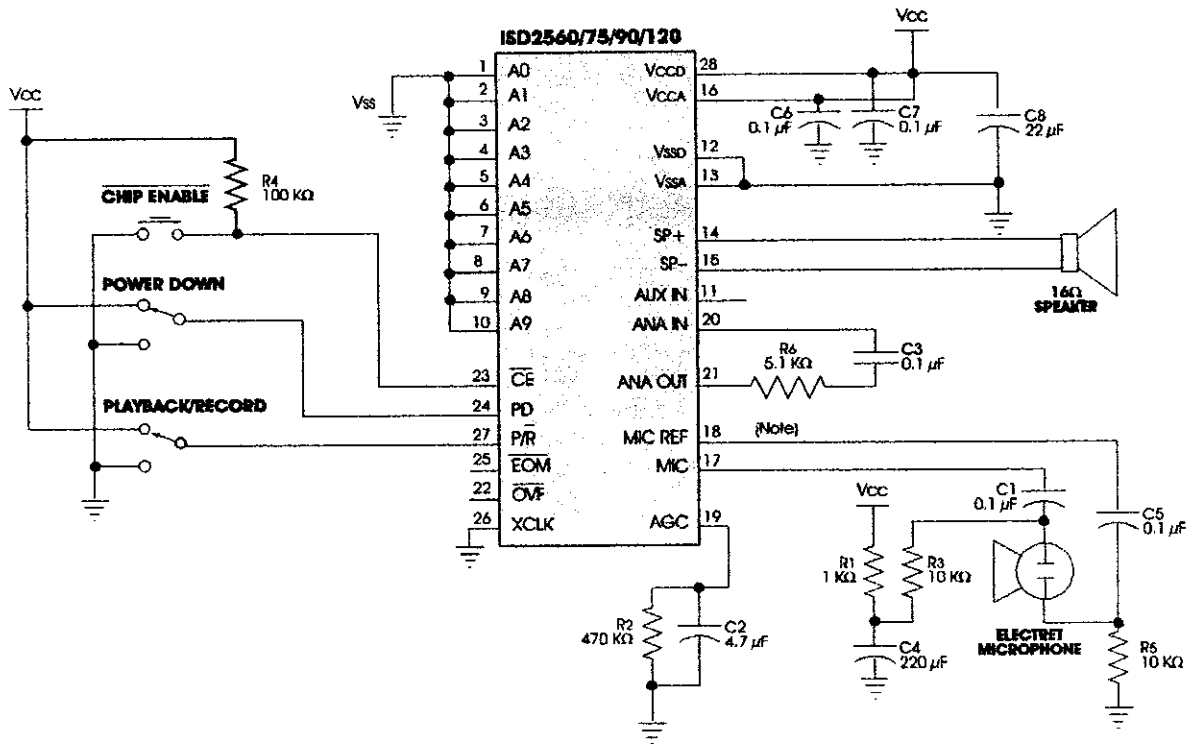 ISD2560/75/90/120
VCC
VCC
VSS
1 A0
2 A1
3 A2
4 A3
5 A4
6 A5
7 A6
8 A7
9 A8
10 A9
23 CE
24 PD
27 P/R
25 EOM
22 OVF
26 XCLK
VCCD 28
VCCA 16
VSSD 12
VSSA 13
SP+ 14
SP- 15
AUX IN 11
ANA IN 20
ANA OUT 21
MIC REF 18
MIC 17
AGC 19
CHIP ENABLE
R4
100 KΩ
POWER DOWN
PLAYBACK/RECORD
C6
0.1 µF
C7
0.1 µF
C8
22 µF
16Ω
SPEAKER
R6
5.1 KΩ
C3
0.1 µF
(Note)
VCC
C1
0.1 µF
C5
0.1 µF
R1
1 KΩ
R3
10 KΩ
R2
470 KΩ
C2
4.7 µF
C4
220 µF
ELECTRET
MICROPHONE
R5
10 KΩ